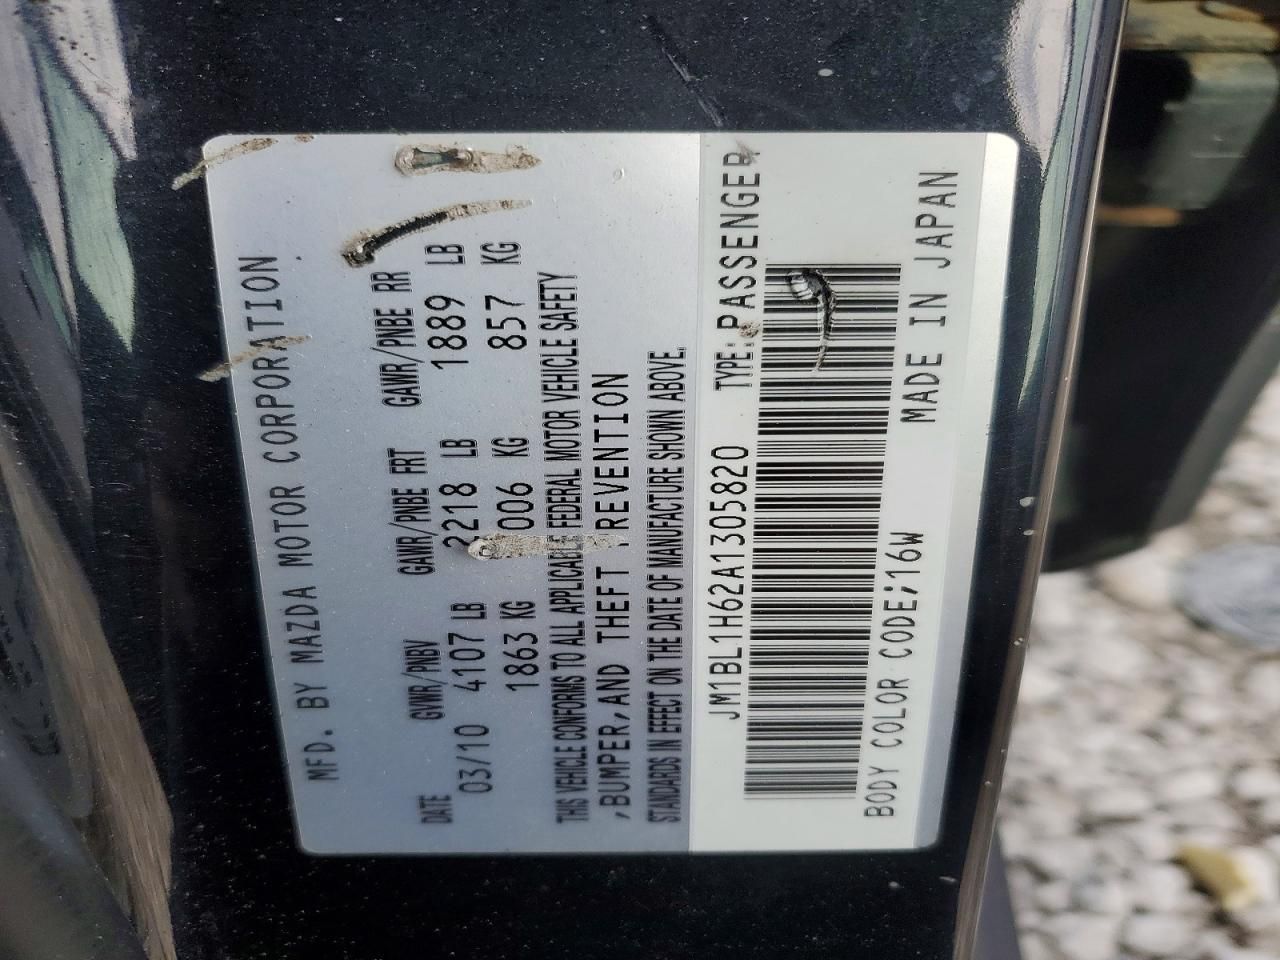 MFD. BY MAZDA MOTOR CORPORATION
DATE GVWR/PNBV GAWR/PNBE FRT GAWR/PNBE RR
03/10 4107 LB 2218 LB 1889 LB
1863 KG 006 KG 857 KG
THIS VEHICLE CONFORMS TO ALL APPLICABLE FEDERAL MOTOR VEHICLE SAFETY
,BUMPER,AND THEFT PREVENTION
STANDARDS IN EFFECT ON THE DATE OF MANUFACTURE SHOWN ABOVE.
JM1BL1H62A1305820 TYPE:PASSENGER
BODY COLOR CODE;16W MADE IN JAPAN